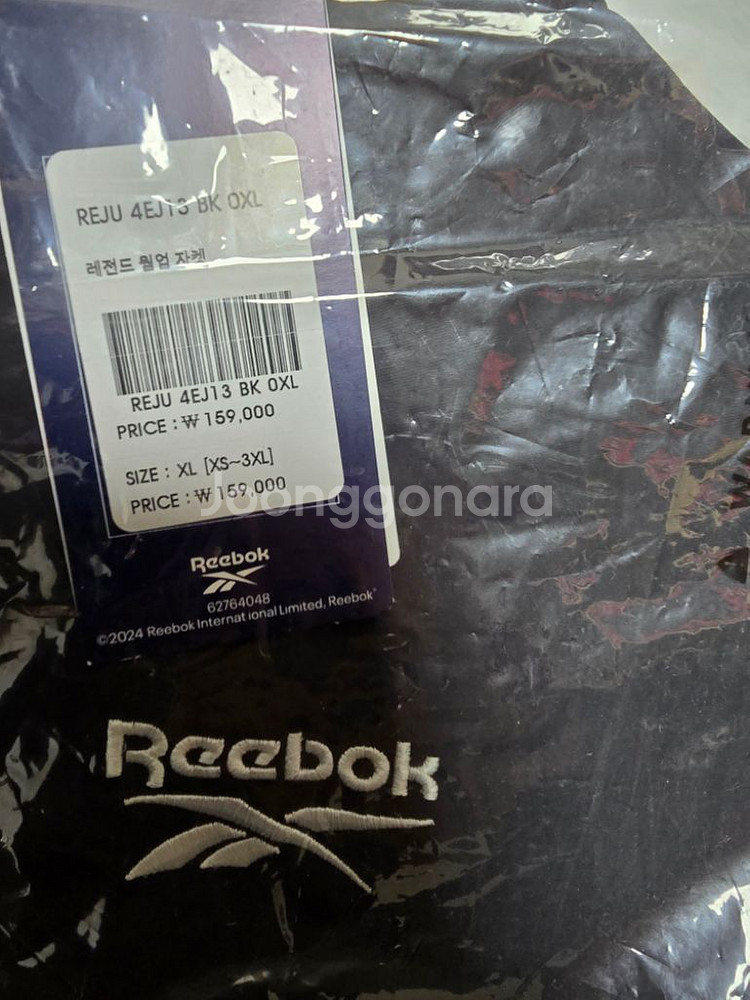 REJU 4EJ13 BK 0XL
레전드 웜업 자켓
REJU 4EJ13 BK 0XL
PRICE : ₩ 159,000
SIZE : XL [XS~3XL]
PRICE : ₩ 159,000
Joonggonara
Reebok
62764048
©2024 Reebok International Limited, Reebok®
Reebok